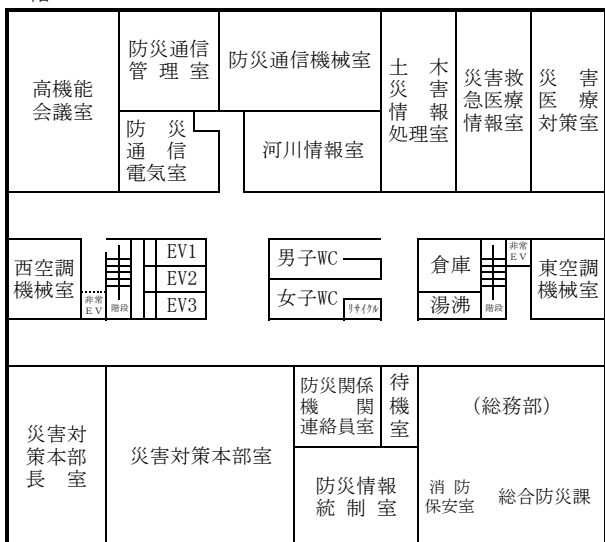 高機能
会議室
防災通信
管理室
防災通信機械室
土木
災害
情報
処理室
災害救
急医療
情報室
災害
医療
対策室
防災
通信
電気室
河川情報室
西空調
機械室
非常
EV
階段
EV1
EV2
EV3
男子WC
女子WC
リサイクル
倉庫
湯沸
階段
非常
EV
東空調
機械室
災害対
策本部
長室
災害対策本部室
防災関係
機関
連絡員室
待
機
室
防災情報
統制室
(総務部)
消防
保安室
総合防災課